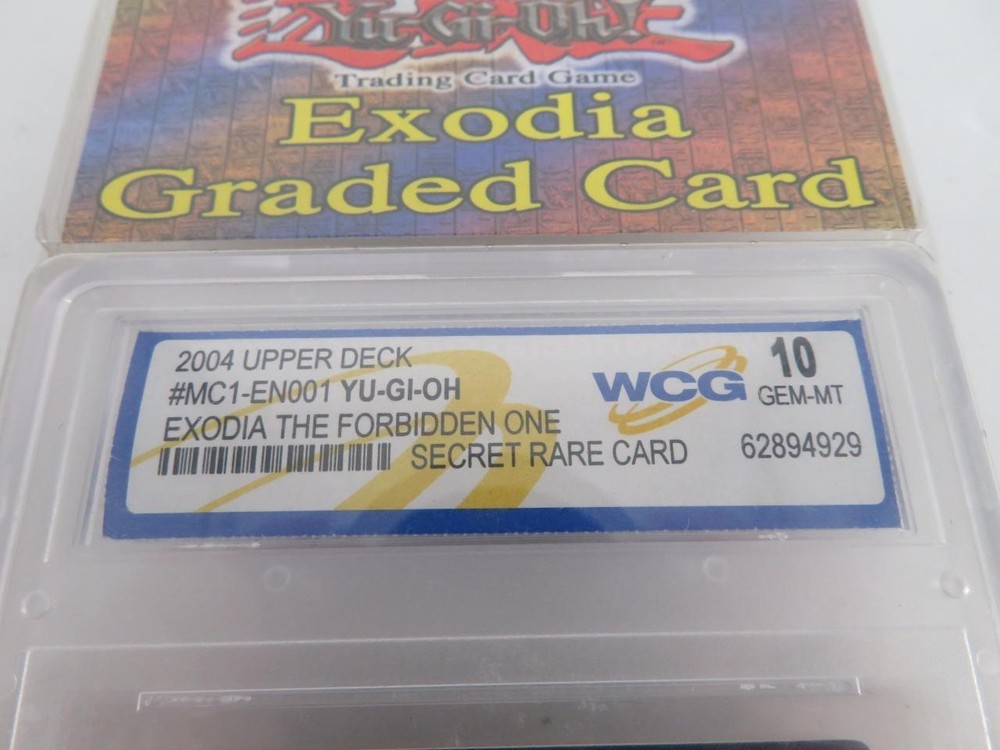 Yu-Gi-Oh!
Trading Card Game
Exodia
Graded Card
2004 UPPER DECK
#MC1-EN001 YU-GI-OH
EXODIA THE FORBIDDEN ONE
SECRET RARE CARD
WCG
10
GEM-MT
62894929